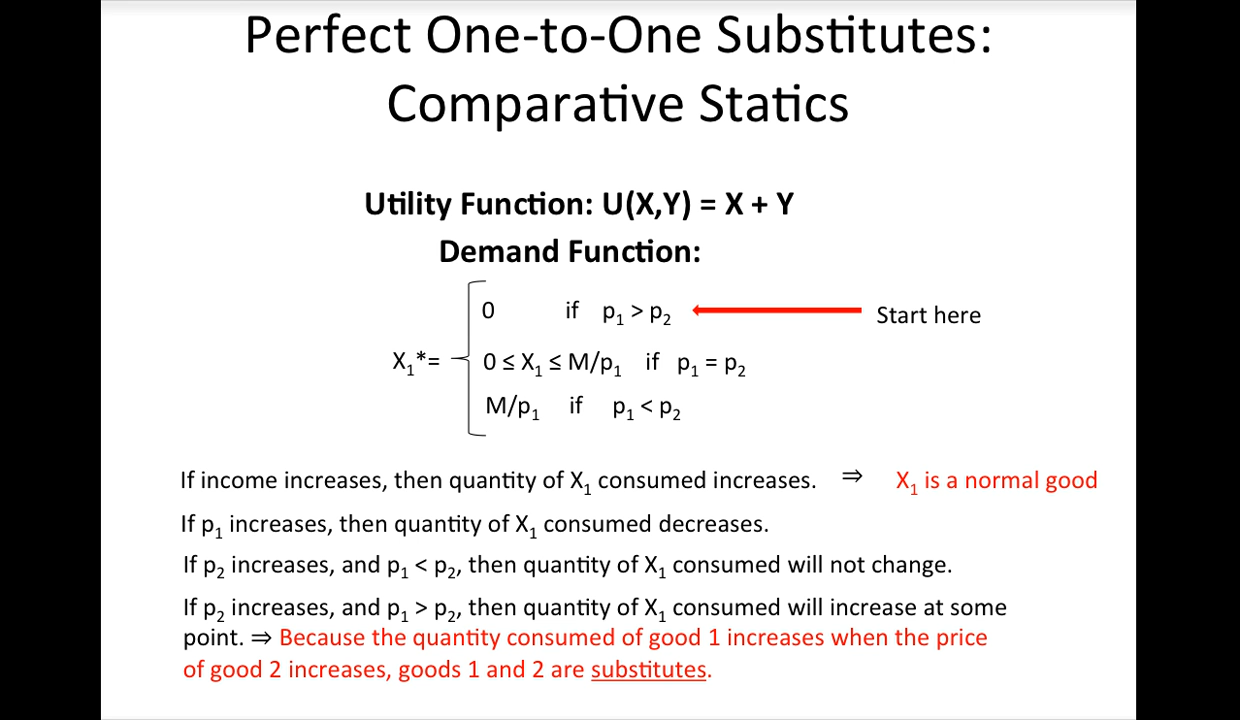 Perfect One-to-One Substitutes:
Comparative Statics
Utility Function: U(X,Y) = X + Y
Demand Function:
0 if p₁ > p₂ Start here
X₁*= 0 ≤ X₁ ≤ M/p₁ if p₁ = p₂
M/p₁ if p₁ < p₂
If income increases, then quantity of X₁ consumed increases. ⇒ X₁ is a normal good
If p₁ increases, then quantity of X₁ consumed decreases.
If p₂ increases, and p₁ < p₂, then quantity of X₁ consumed will not change.
If p₂ increases, and p₁ > p₂, then quantity of X₁ consumed will increase at some
point. ⇒ Because the quantity consumed of good 1 increases when the price
of good 2 increases, goods 1 and 2 are substitutes.